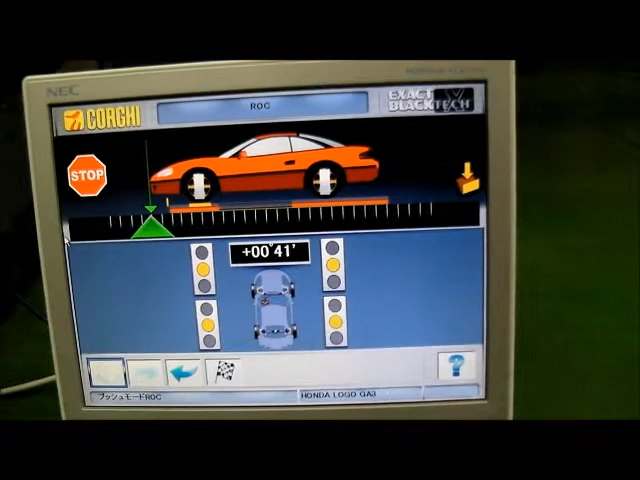 NEC
CORGHI
ROC
EXACT
BLACKTECH
STOP
+00°41'
プッシュモードROC
HONDA LOGO GA3